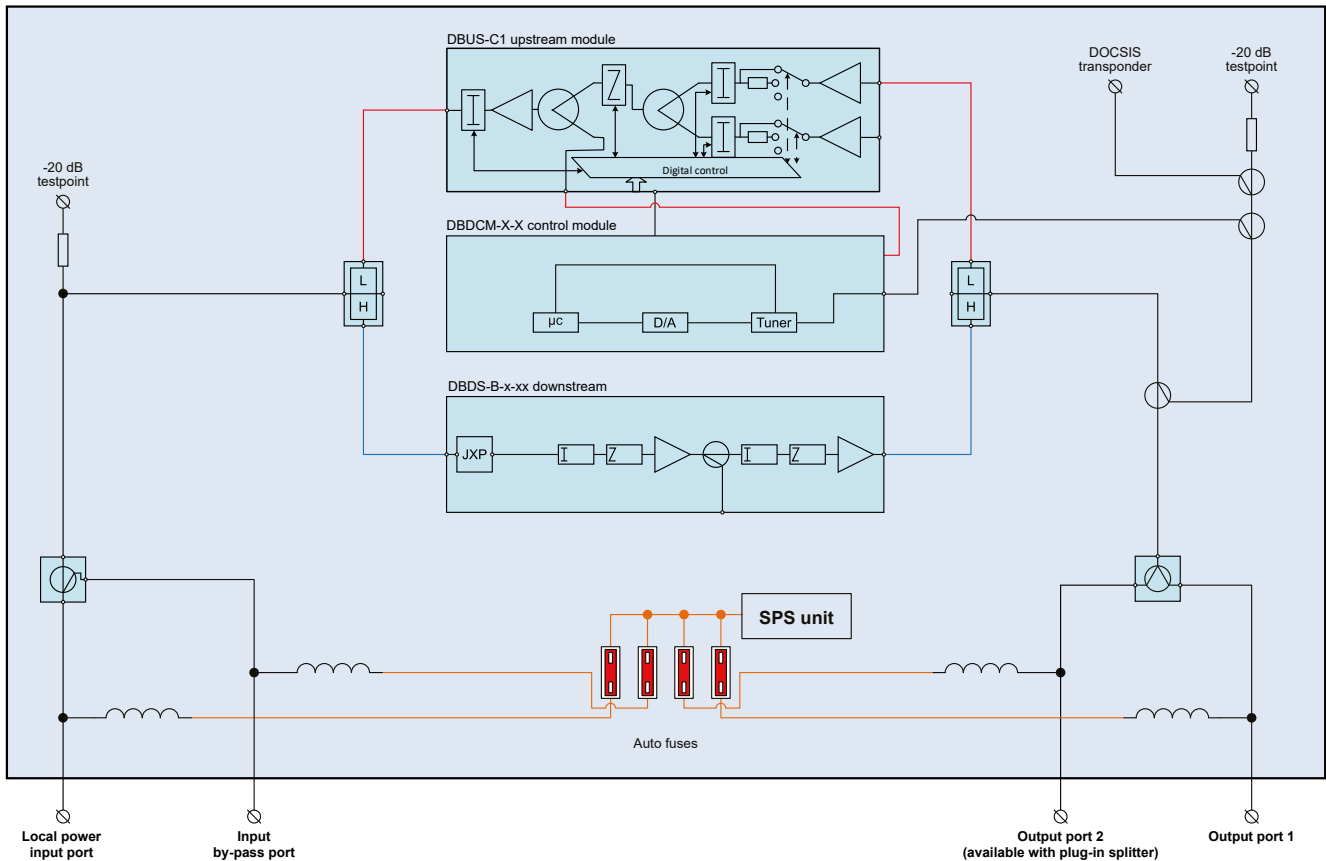 DBUS-C1 upstream module
DOCSIS
transponder
-20 dB
testpoint
Digital control
-20 dB
testpoint
DBDCM-X-X control module
L
H
µc
D/A
Tuner
L
H
DBDS-B-x-xx downstream
JXP
I
Z
I
Z
SPS unit
Auto fuses
Local power
input port
Input
by-pass port
Output port 2
(available with plug-in splitter)
Output port 1